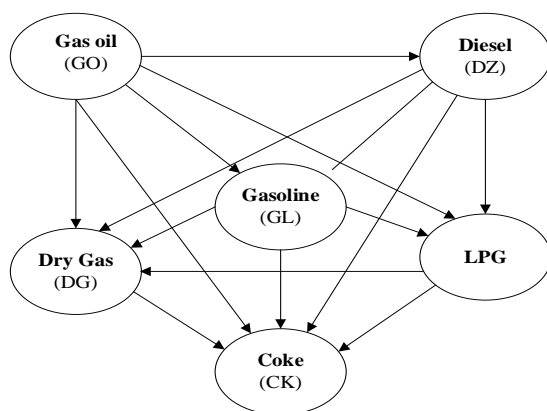 Gas oil
(GO)
Diesel
(DZ)
Gasoline
(GL)
Dry Gas
(DG)
LPG
Coke
(CK)